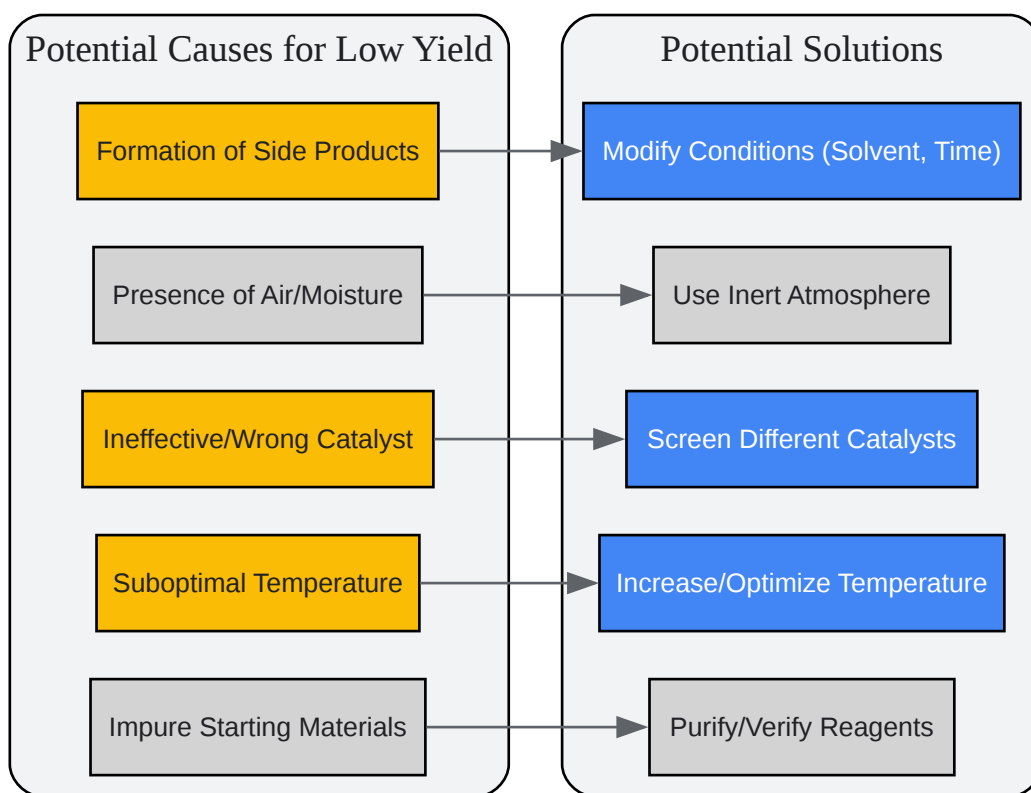 Potential Causes for Low Yield
Potential Solutions
Formation of Side Products
Modify Conditions (Solvent, Time)
Presence of Air/Moisture
Use Inert Atmosphere
Ineffective/Wrong Catalyst
Screen Different Catalysts
Suboptimal Temperature
Increase/Optimize Temperature
Impure Starting Materials
Purify/Verify Reagents